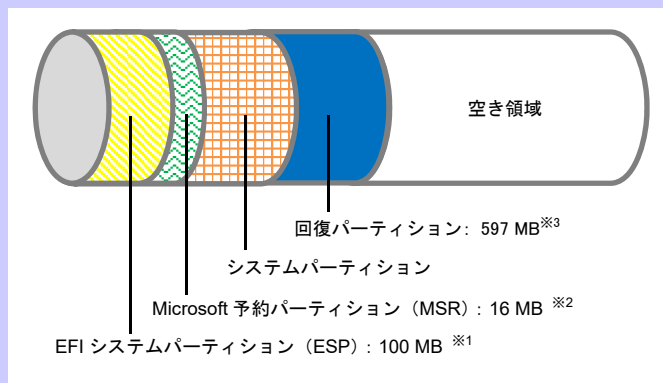 空き領域
回復パーティション: 597 MB※3
システムパーティション
Microsoft 予約パーティション（MSR）: 16 MB ※2
EFI システムパーティション（ESP）: 100 MB ※1